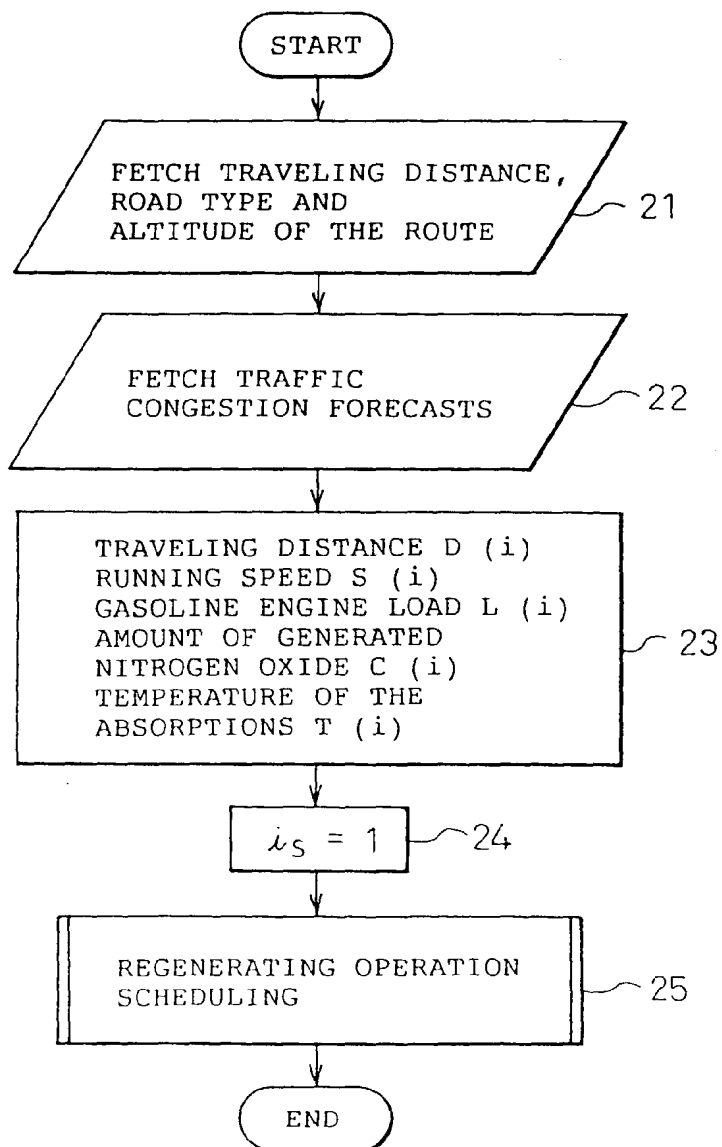 START
FETCH TRAVELING DISTANCE,
ROAD TYPE AND
ALTITUDE OF THE ROUTE
21
FETCH TRAFFIC
CONGESTION FORECASTS
22
TRAVELING DISTANCE D (i)
RUNNING SPEED S (i)
GASOLINE ENGINE LOAD L (i)
AMOUNT OF GENERATED
NITROGEN OXIDE C (i)
TEMPERATURE OF THE
ABSORPTIONS T (i)
23
iS = 1
24
REGENERATING OPERATION
SCHEDULING
25
END